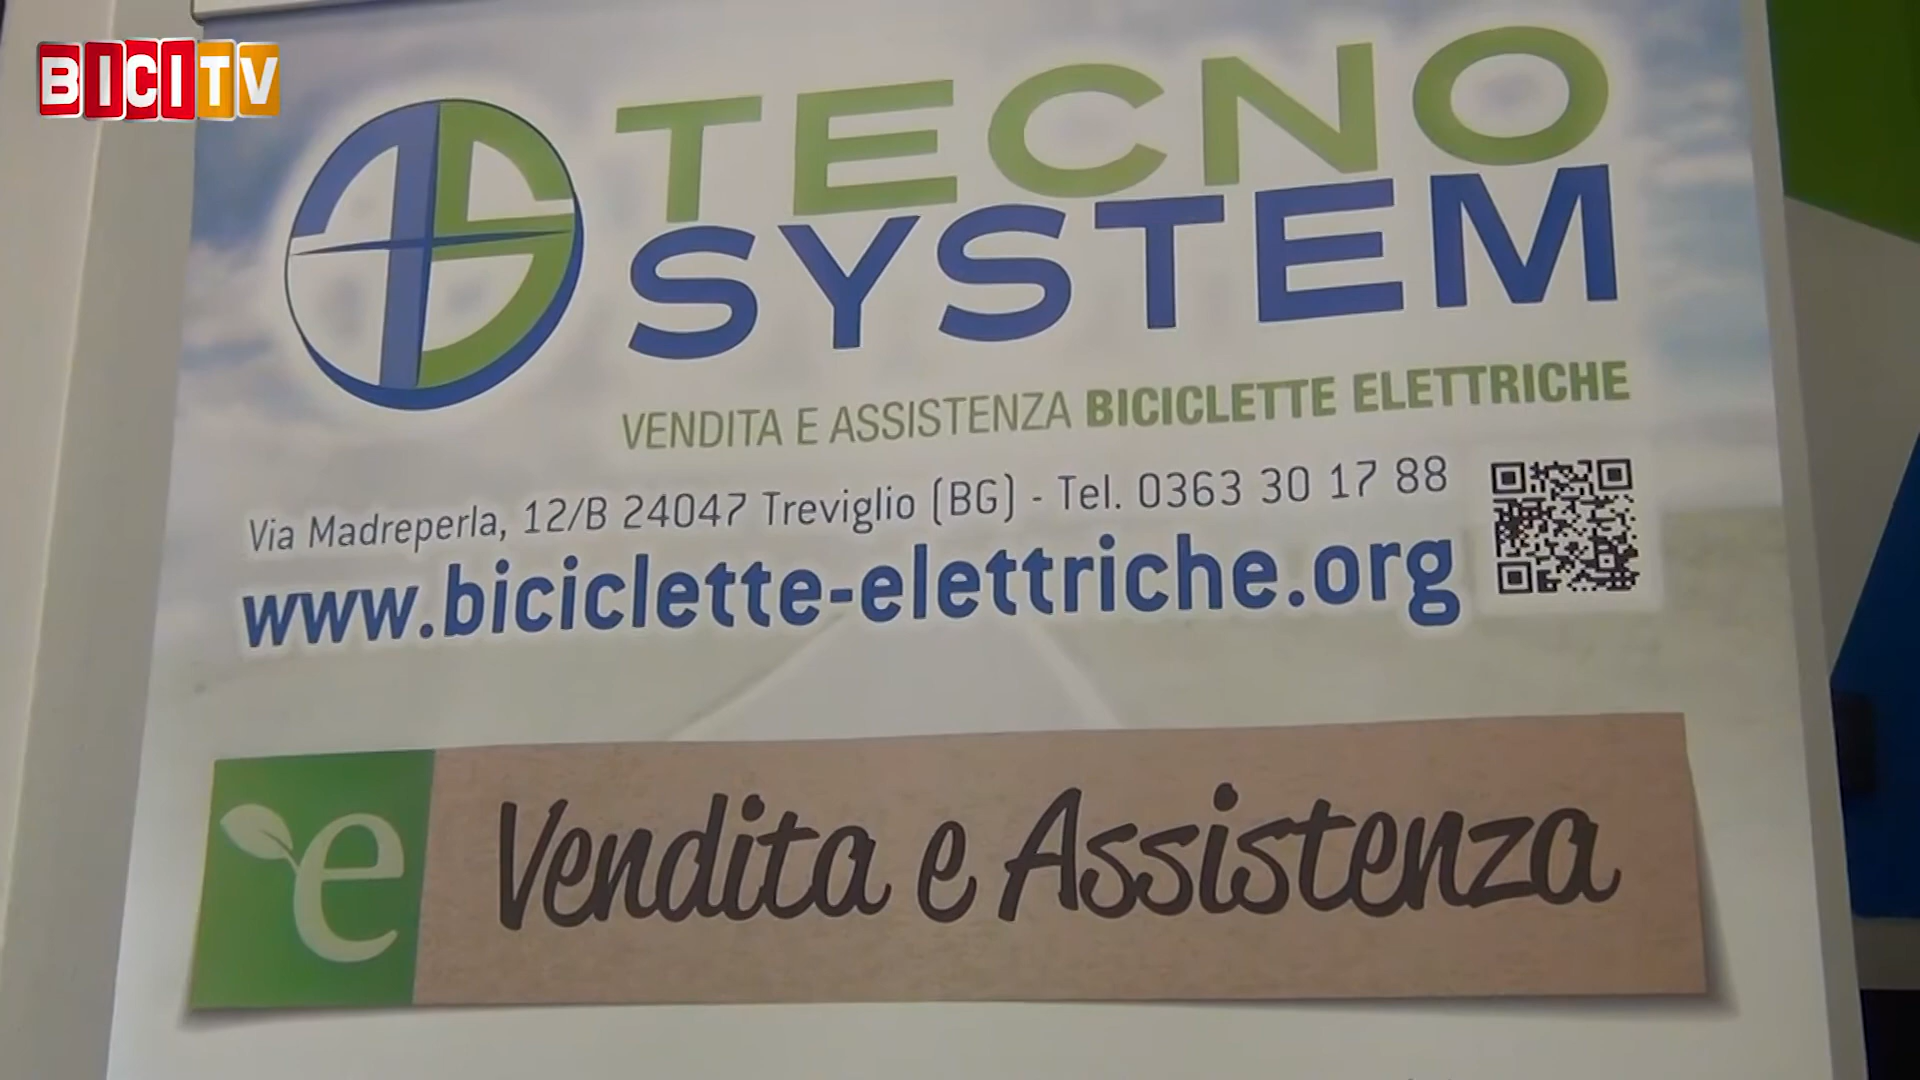 BICITV
TECNO
SYSTEM
VENDITA E ASSISTENZA BICICLETTE ELETTRICHE
Via Madreperla, 12/B 24047 Treviglio (BG) - Tel. 0363 30 17 88
www.biciclette-elettriche.org
e Vendita e Assistenza